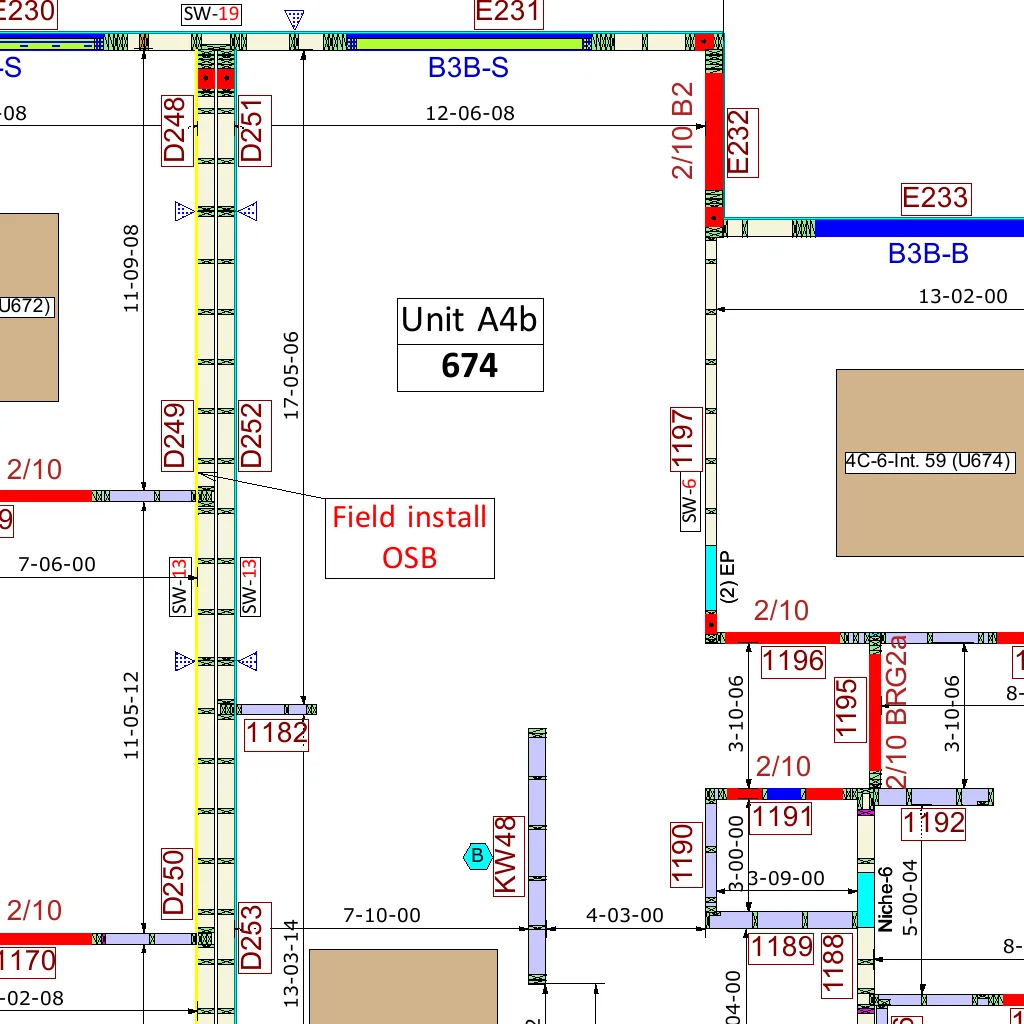 E230
SW-19
E231
-S
B3B-S
-08
12-06-08
D248
D251
2/10 B2
E232
E233
B3B-B
11-09-08
13-02-00
U672)
Unit A4b
674
17-05-06
D249
D252
1197
4C-6-Int. 59 (U674)
2/10
SW-6
Field install
OSB
9
7-06-00
SW-13
SW-13
(2) EP
2/10
1196
11-05-12
1182
3-10-06
1195
2/10 BRG2a
3-10-06
8-
2/10
1191
1192
KW48
B
1190
3-00-00
3-09-00
Niche-6
5-00-04
D250
2/10
D253
7-10-00
4-03-00
1189
1188
1170
13-03-14
-02-08
04-00
8-